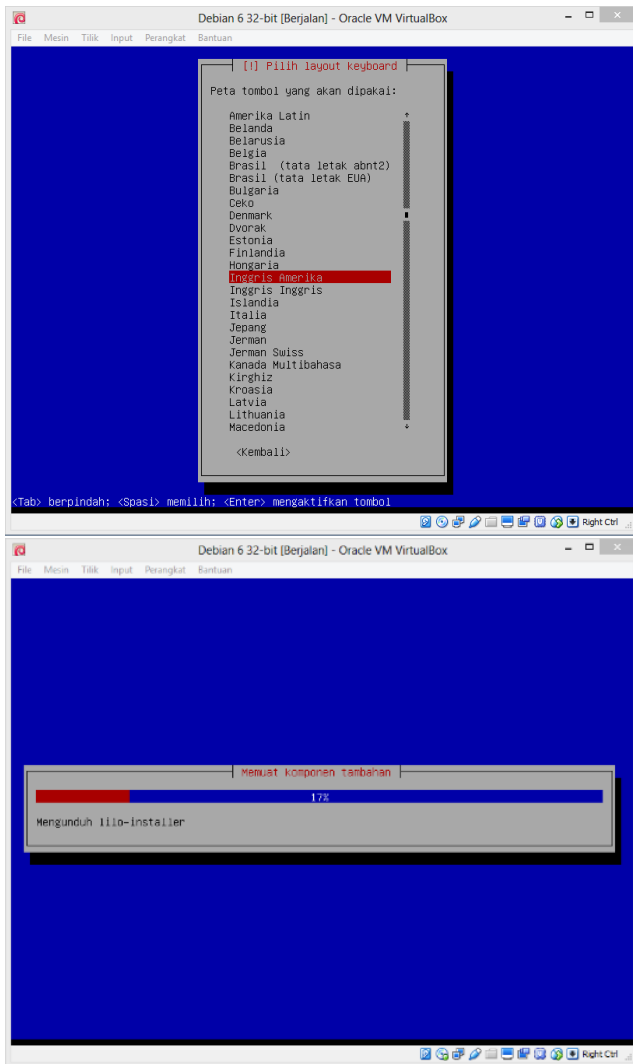 Debian 6 32-bit [Berjalan] - Oracle VM VirtualBox
File Mesin Tilik Input Perangkat Bantuan
[!] Pilih layout keyboard
Peta tombol yang akan dipakai:
Amerika Latin
Belanda
Belarusia
Belgia
Brasil (tata letak abnt2)
Brasil (tata letak EUA)
Bulgaria
Ceko
Denmark
Dvorak
Estonia
Finlandia
Hongaria
Inggris Amerika
Inggris Inggris
Islandia
Italia
Jepang
Jerman
Jerman Swiss
Kanada Multibahasa
Kirghiz
Kroasia
Latvia
Lithuania
Macedonia
<Kembali>
<Tab> berpindah; <Spasi> memilih; <Enter> mengaktifkan tombol
Right Ctrl
Debian 6 32-bit [Berjalan] - Oracle VM VirtualBox
File Mesin Tilik Input Perangkat Bantuan
Memuat komponen tambahan
17%
Mengunduh lilo-installer
Right Ctrl